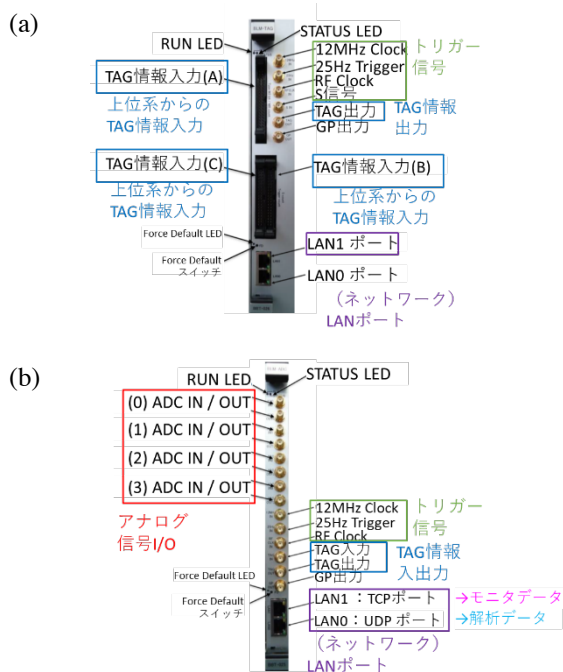 (a)
RUN LED
STATUS LED
12MHz Clock
25Hz Trigger
RF Clock
S信号
TAG出力
GP出力
トリガー
信号
TAG情報
出力
TAG情報入力(A)
上位系からの
TAG情報入力
TAG情報入力(C)
上位系からの
TAG情報入力
TAG情報入力(B)
上位系からの
TAG情報入力
Force Default LED
Force Default
スイッチ
LAN1 ポート
LAN0 ポート
（ネットワーク）
LANポート
(b)
RUN LED
STATUS LED
(0) ADC IN / OUT
(1) ADC IN / OUT
(2) ADC IN / OUT
(3) ADC IN / OUT
アナログ
信号I/O
12MHz Clock
25Hz Trigger
RF Clock
TAG入力
TAG出力
GP出力
トリガー
信号
TAG情報
入出力
Force Default LED
Force Default
スイッチ
LAN1 ：TCPポート
→モニタデータ
LAN0：UDP ポート
→解析データ
（ネットワーク）
LANポート